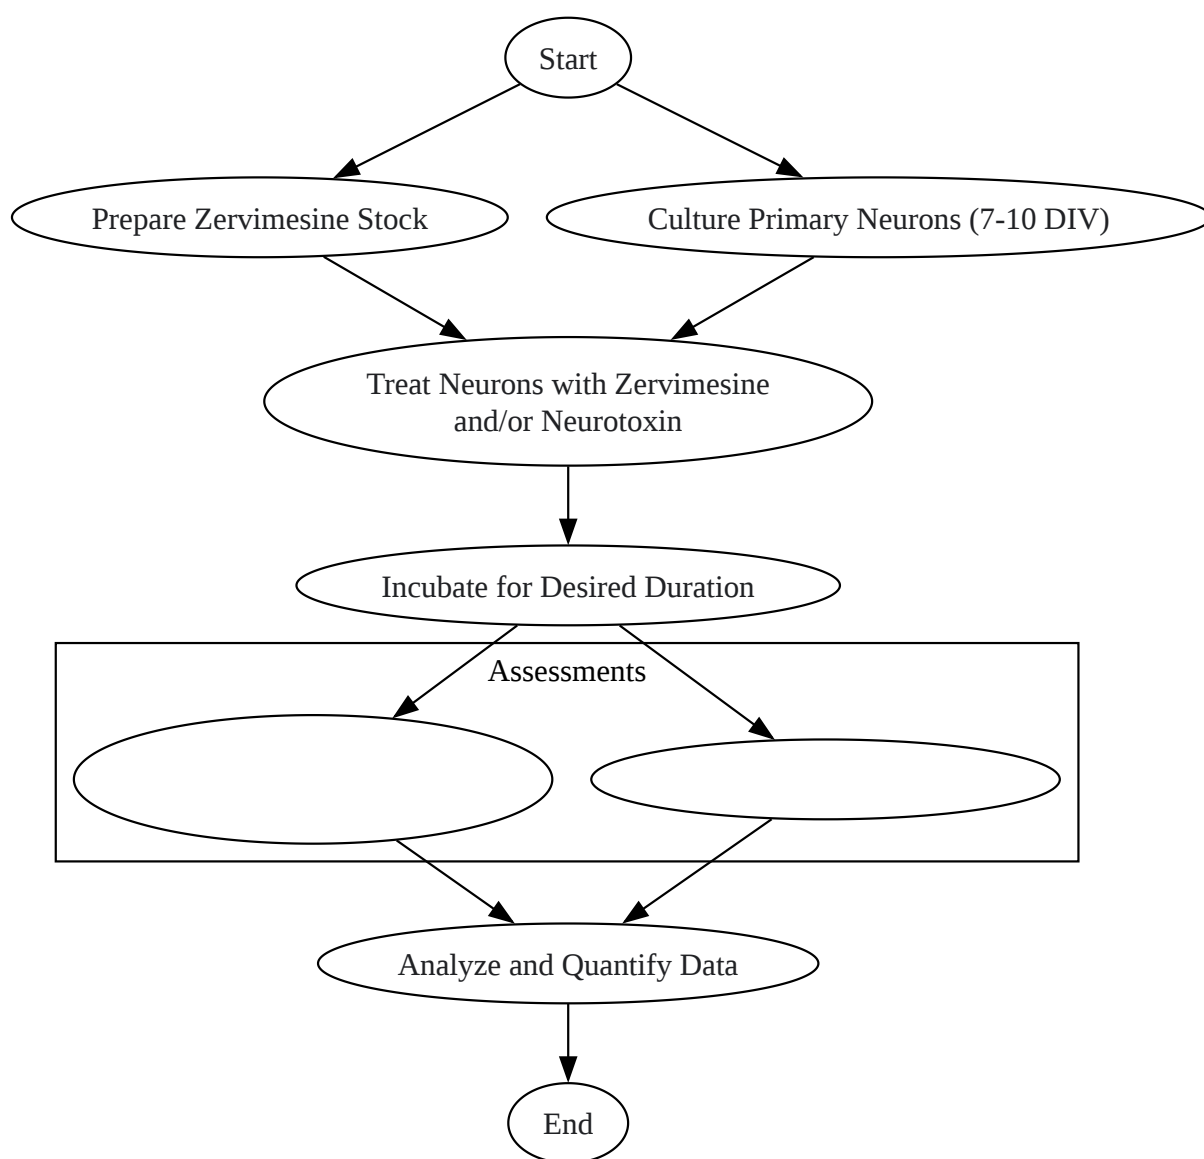 Start
Prepare Zervimesine Stock
Culture Primary Neurons (7-10 DIV)
Treat Neurons with Zervimesine
and/or Neurotoxin
Incubate for Desired Duration
Assessments
Analyze and Quantify Data
End